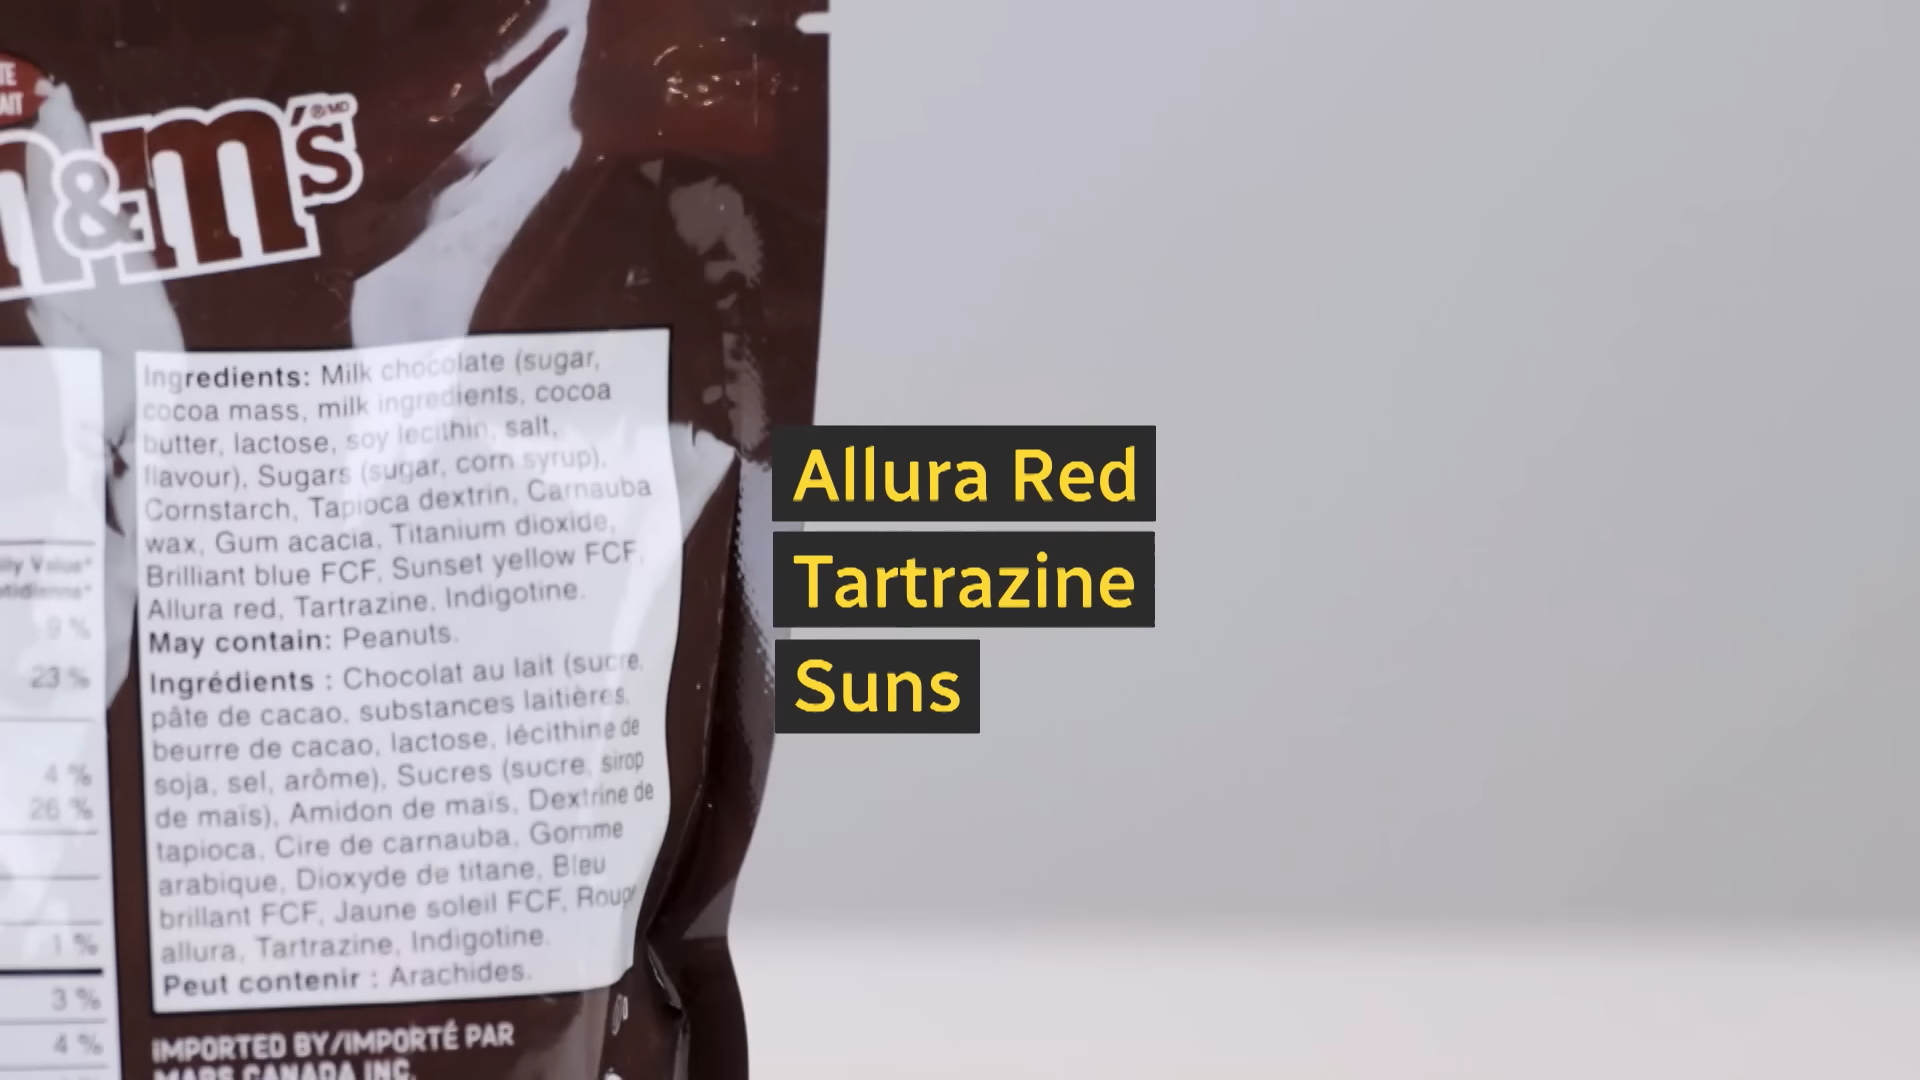 m&m's
®MD
Ingredients: Milk chocolate (sugar,
cocoa mass, milk ingredients, cocoa
butter, lactose, soy lecithin, salt,
flavour), Sugars (sugar, corn syrup),
Cornstarch, Tapioca dextrin, Carnauba
wax, Gum acacia, Titanium dioxide,
Brilliant blue FCF, Sunset yellow FCF,
Allura red, Tartrazine, Indigotine.
May contain: Peanuts.
Ingrédients : Chocolat au lait (sucre,
pâte de cacao, substances laitières,
beurre de cacao, lactose, lécithine de
soja, sel, arôme), Sucres (sucre, sirop
de maïs), Amidon de maïs, Dextrine de
tapioca, Cire de carnauba, Gomme
arabique, Dioxyde de titane, Bleu
brillant FCF, Jaune soleil FCF, Rouge
allura, Tartrazine, Indigotine.
Peut contenir : Arachides.
IMPORTED BY/IMPORTÉ PAR
MARS CANADA INC.
9 %
23 %
4 %
26 %
1 %
3 %
4 %
Allura Red
Tartrazine
Suns